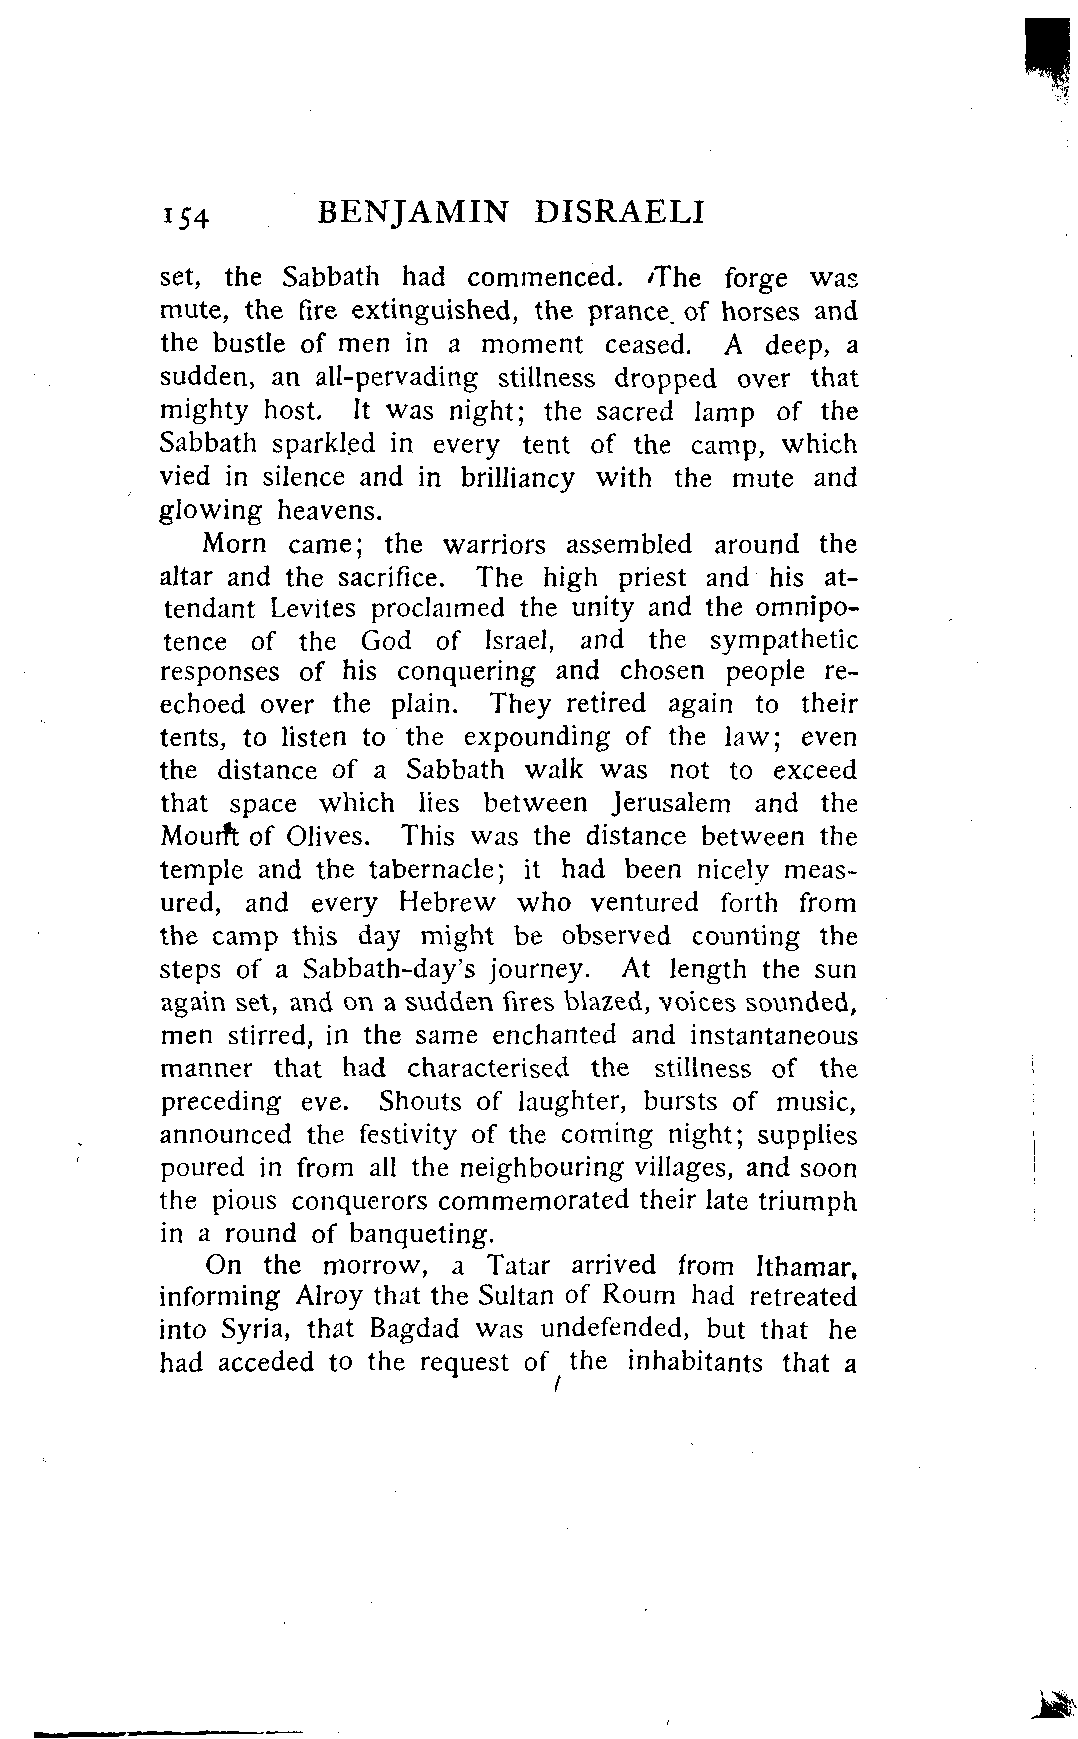 154 BENJAMIN DISRAELI
set, the Sabbath had commenced. The forge was
mute, the fire extinguished, the prance of horses and
the bustle of men in a moment ceased. A deep, a
sudden, an all-pervading stillness dropped over that
mighty host. It was night; the sacred lamp of the
Sabbath sparkled in every tent of the camp, which
vied in silence and in brilliancy with the mute and
glowing heavens.
Morn came; the warriors assembled around the
altar and the sacrifice. The high priest and his at-
tendant Levites proclaimed the unity and the omnipo-
tence of the God of Israel, and the sympathetic
responses of his conquering and chosen people re-
echoed over the plain. They retired again to their
tents, to listen to the expounding of the law; even
the distance of a Sabbath walk was not to exceed
that space which lies between Jerusalem and the
Mount of Olives. This was the distance between the
temple and the tabernacle; it had been nicely meas-
ured, and every Hebrew who ventured forth from
the camp this day might be observed counting the
steps of a Sabbath-day's journey. At length the sun
again set, and on a sudden fires blazed, voices sounded,
men stirred, in the same enchanted and instantaneous
manner that had characterised the stillness of the
preceding eve. Shouts of laughter, bursts of music,
announced the festivity of the coming night; supplies
poured in from all the neighbouring villages, and soon
the pious conquerors commemorated their late triumph
in a round of banqueting.
On the morrow, a Tatar arrived from Ithamar,
informing Alroy that the Sultan of Roum had retreated
into Syria, that Bagdad was undefended, but that he
had acceded to the request of the inhabitants that a